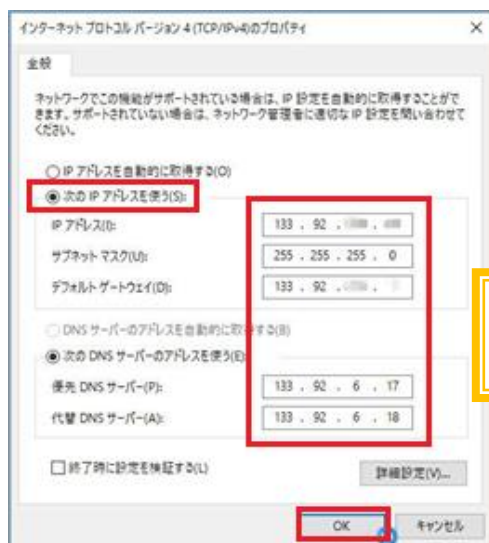 インターネット プロトコル バージョン 4 (TCP/IPv4)のプロパティ
全般
ネットワークでこの機能がサポートされている場合は、IP 設定を自動的に取得することがで
きます。サポートされていない場合は、ネットワーク管理者に適切な IP 設定を問い合わせて
ください。
IP アドレスを自動的に取得する(O)
次の IP アドレスを使う(S):
IP アドレス(I): 133 . 92 .
サブネット マスク(U): 255 . 255 . 255 . 0
デフォルト ゲートウェイ(D): 133 . 92 .
DNS サーバーのアドレスを自動的に取得する(B)
次の DNS サーバーのアドレスを使う(E):
優先 DNS サーバー(P): 133 . 92 . 6 . 17
代替 DNS サーバー(A): 133 . 92 . 6 . 18
終了時に設定を検証する(L)
詳細設定(V)...
OK キャンセル